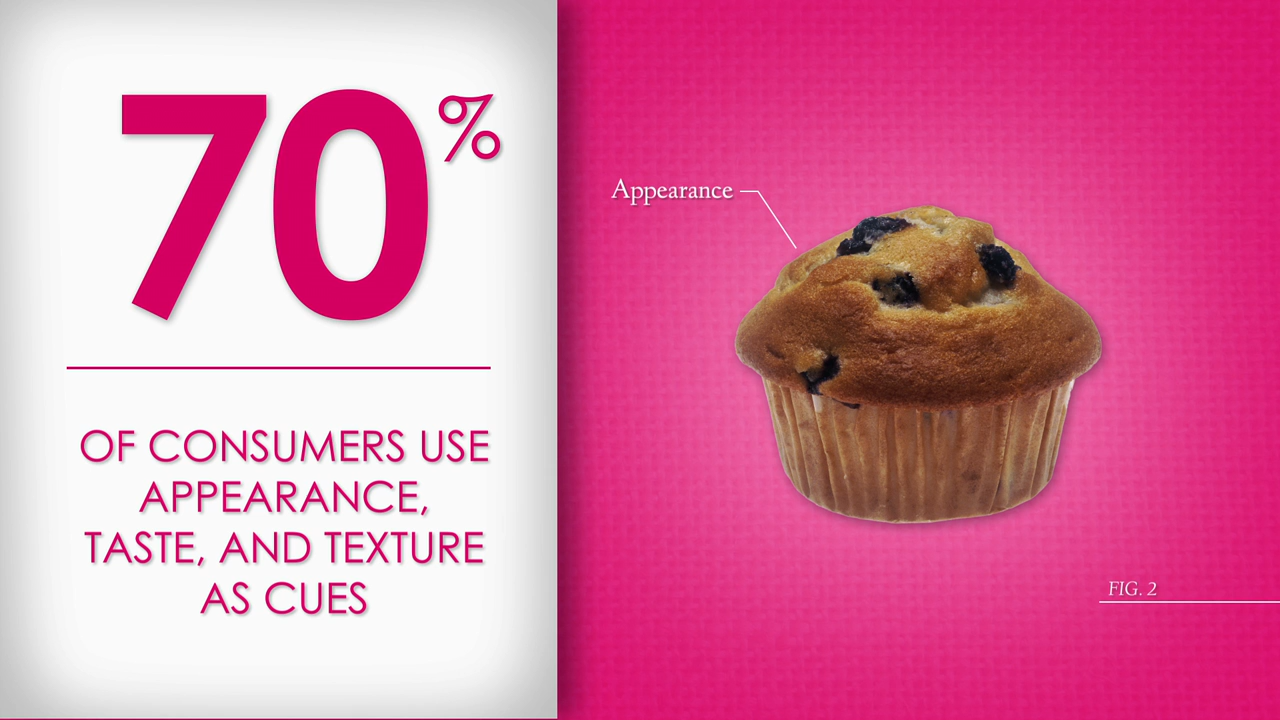 70%
OF CONSUMERS USE
APPEARANCE,
TASTE, AND TEXTURE
AS CUES
Appearance
FIG. 2